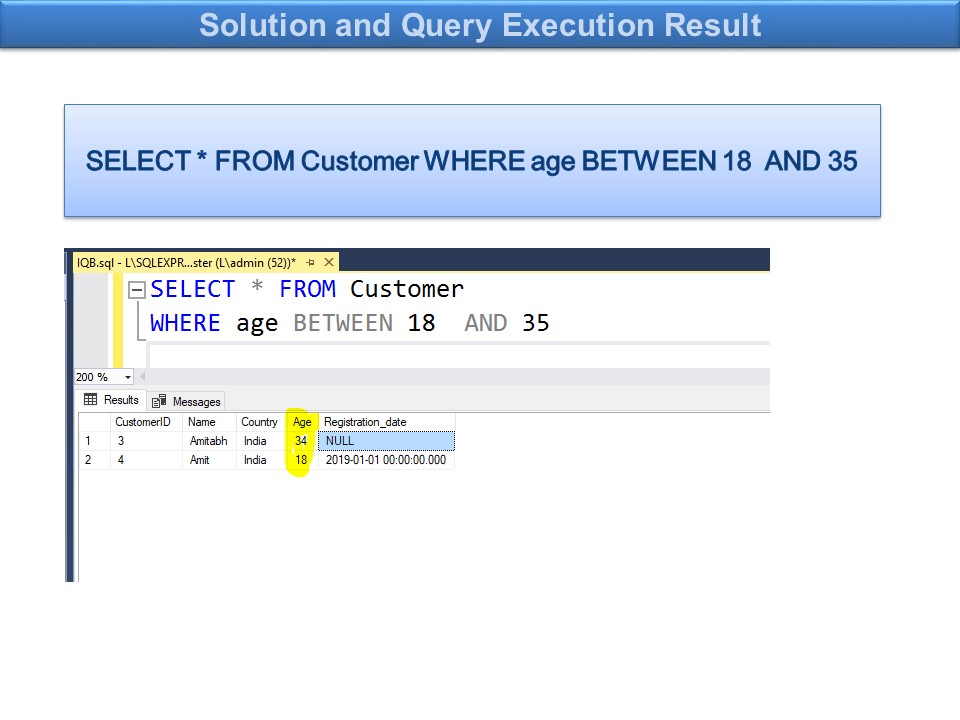 Solution and Query Execution Result
SELECT * FROM Customer WHERE age BETWEEN 18  AND 35
IQB.sql - L\SQLEXPR...ster (L\admin (52))*
SELECT * FROM Customer
WHERE age BETWEEN 18  AND 35
200 %
Results Messages
CustomerID Name Country Age Registration_date
1 3 Amitabh India 34 NULL
2 4 Amit India 18 2019-01-01 00:00:00.000